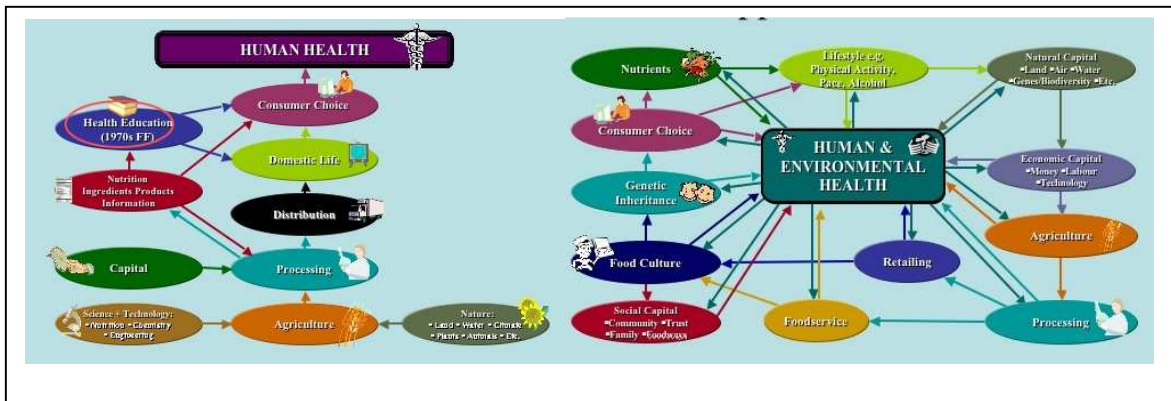 HUMAN HEALTH
Consumer Choice
Health Education
(1970s FF)
Domestic Life
Nutrition
Ingredients Products
Information
Distribution
Capital
Processing
Science + Technology:
▪ Nutrition ▪ Chemistry
▪ Engineering
Agriculture
Nature:
▪ Land ▪ Water ▪ Climate
▪ Plants ▪ Animals ▪ Etc.
Nutrients
Lifestyle e.g.
Physical Activity,
Pace, Alcohol
Natural Capital
▪Land ▪Air ▪Water
▪Genes/Biodiversity ▪Etc.
Consumer Choice
HUMAN &
ENVIRONMENTAL
HEALTH
Economic Capital
▪Money ▪Labour
▪Technology
Genetic
Inheritance
Agriculture
Food Culture
Retailing
Social Capital
▪Community ▪Trust
▪Family ▪Foodways
Foodservice
Processing